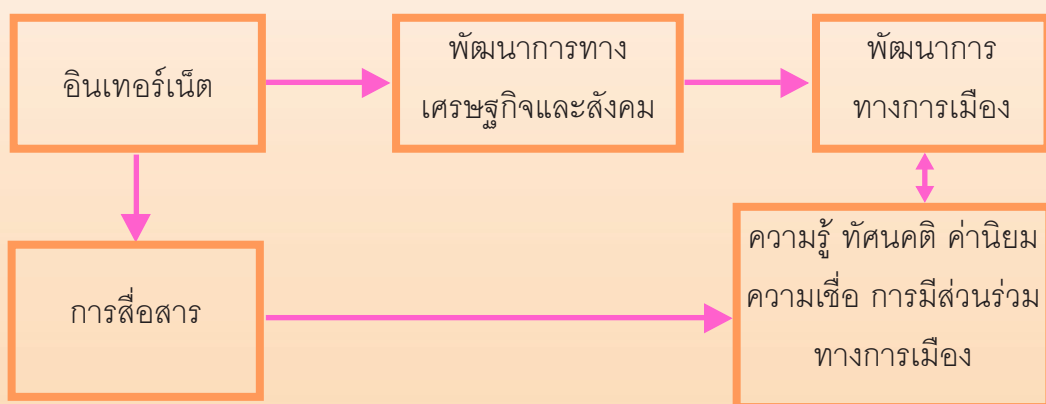 อินเทอร์เน็ต
พัฒนาการทาง
เศรษฐกิจและสังคม
พัฒนาการ
ทางการเมือง
การสื่อสาร
ความรู้ ทัศนคติ ค่านิยม
ความเชื่อ การมีส่วนร่วม
ทางการเมือง